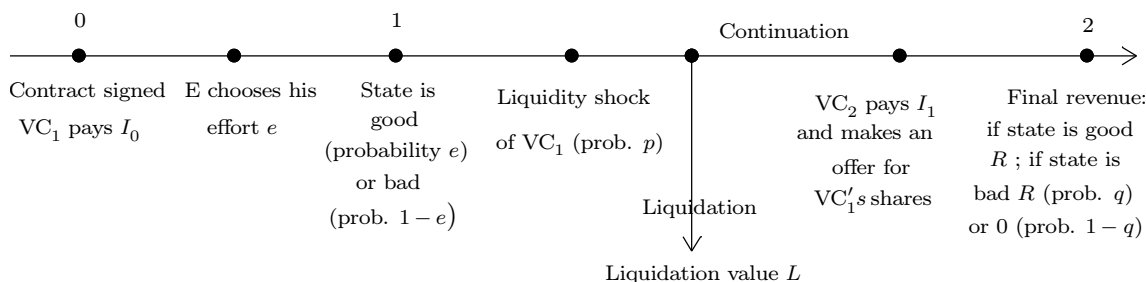 0
1
Continuation
2
Contract signed
VC₁ pays I₀
E chooses his
effort e
State is
good
(probability e)
or bad
(prob. 1 − e)
Liquidity shock
of VC₁ (prob. p)
Liquidation
Liquidation value L
VC₂ pays I₁
and makes an
offer for
VC₁′s shares
Final revenue:
if state is good
R ; if state is
bad R (prob. q)
or 0 (prob. 1 − q)